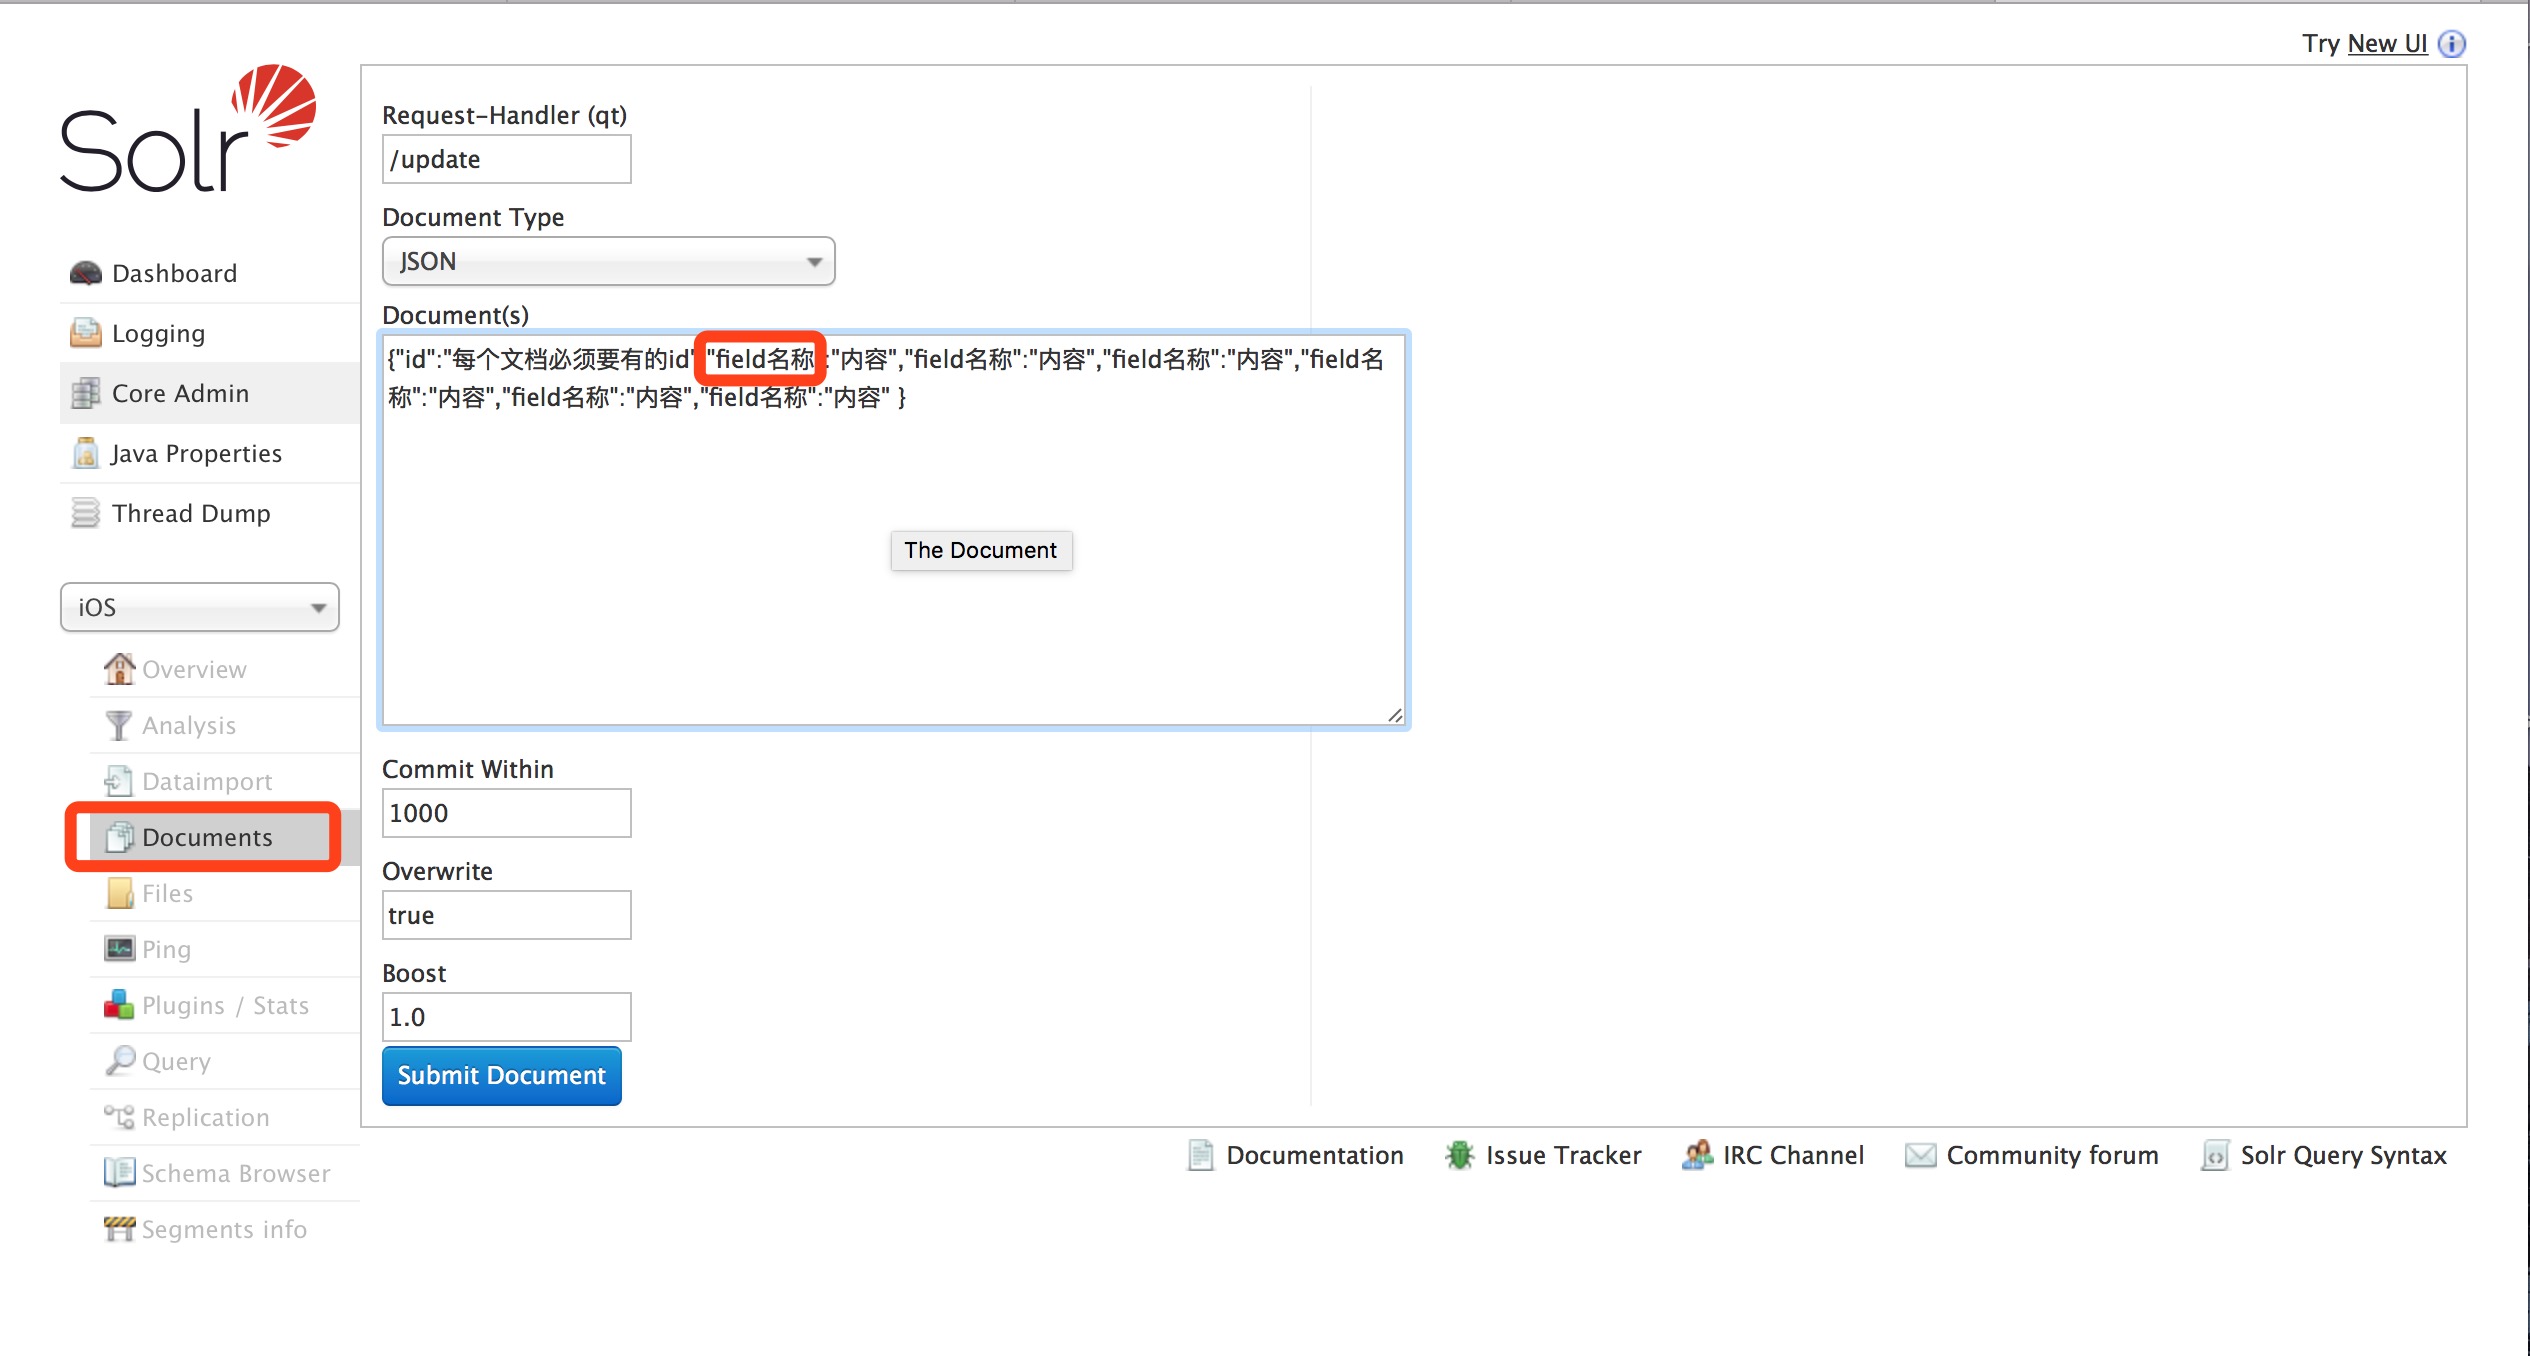 Try New UI
Solr
Dashboard
Logging
Core Admin
Java Properties
Thread Dump
iOS
Overview
Analysis
Dataimport
Documents
Files
Ping
Plugins / Stats
Query
Replication
Schema Browser
Segments info
Request-Handler (qt)
/update
Document Type
JSON
Document(s)
{"id":"每个文档必须要有的id","field名称":"内容","field名称":"内容","field名称":"内容","field名
称":"内容","field名称":"内容","field名称":"内容" }
The Document
Commit Within
1000
Overwrite
true
Boost
1.0
Submit Document
Documentation
Issue Tracker
IRC Channel
Community forum
Solr Query Syntax